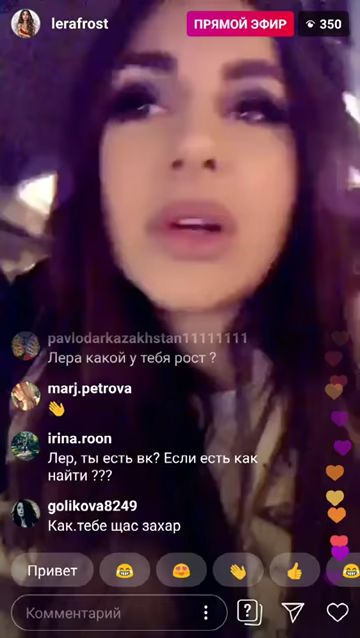 lerafrost
ПРЯМОЙ ЭФИР
350
pavlodarkazakhstan11111111
Лера какой у тебя рост ?
marj.petrova
👋
irina.roon
Лер, ты есть вк? Если есть как
найти ???
golikova8249
Как.тебе щас захар
Привет 😂 😍 👋 👍 😂
Комментарий